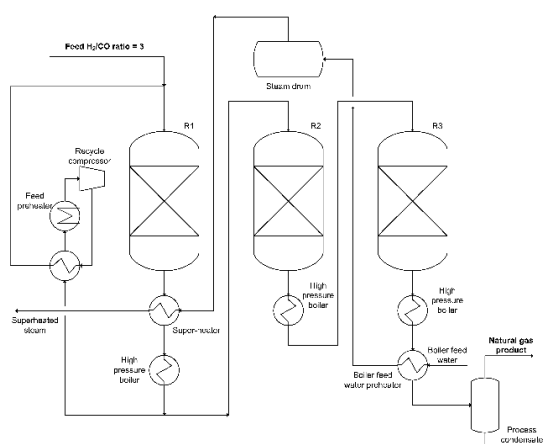 Feed H₂/CO ratio = 3
Steam drum
R1
R2
R3
Recycle
compressor
Feed
preheater
High
pressure
boiler
High
pressure
boiler
Superheated
steam
Super-heater
High
pressure
boiler
Boiler feed
water
Natural gas
product
Boiler feed
water preheater
Process
condensate